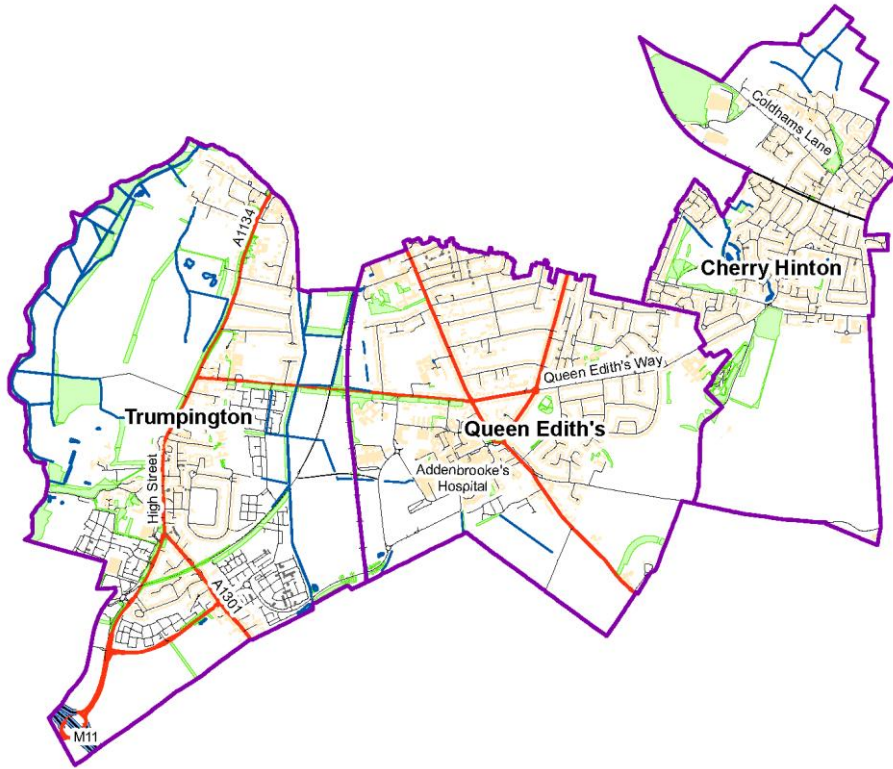 Coldhams Lane
A1134
Cherry Hinton
Queen Edith's Way
Trumpington
Queen Edith's
Addenbrooke's
Hospital
High Street
A1301
M11